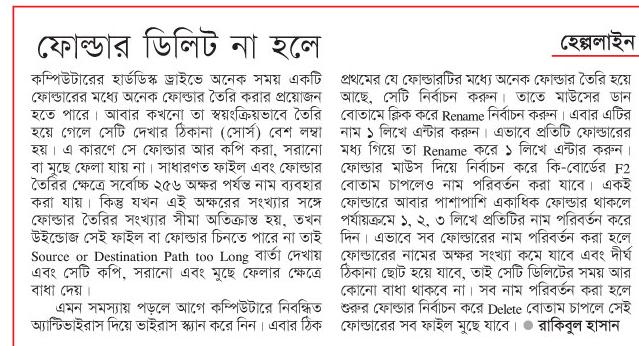 ফোল্ডার ডিলিট না হলে
হেল্পলাইন
কম্পিউটারের হার্ডডিস্ক ড্রাইভে অনেক সময় একটি
ফোল্ডারের মধ্যে অনেক ফোল্ডার তৈরি করার প্রয়োজন
হতে পারে। আবার কখনো তা স্বয়ংক্রিয়ভাবে তৈরি
হয়ে গেলে সেটি দেখার ঠিকানা (সোর্স) বেশ লম্বা
হয়। এ কারণে সে ফোল্ডার আর কপি করা, সরানো
বা মুছে ফেলা যায় না। সাধারণত ফাইল এবং ফোল্ডার
তৈরির ক্ষেত্রে সর্বোচ্চ ২৫৬ অক্ষর পর্যন্ত নাম ব্যবহার
করা যায়। কিন্তু যখন এই অক্ষরের সংখ্যার সঙ্গে
ফোল্ডার তৈরির সংখ্যার সীমা অতিক্রান্ত হয়, তখন
উইন্ডোজ সেই ফাইল বা ফোল্ডার চিনতে পারে না তাই
Source or Destination Path too Long বার্তা দেখায়
এবং সেটি কপি, সরানো এবং মুছে ফেলার ক্ষেত্রে
বাধা দেয়।
এমন সমস্যায় পড়লে আগে কম্পিউটারে নিবন্ধিত
অ্যান্টিভাইরাস দিয়ে ভাইরাস স্ক্যান করে নিন। এবার ঠিক
প্রথমের যে ফোল্ডারটির মধ্যে অনেক ফোল্ডার তৈরি হয়ে
আছে, সেটি নির্বাচন করুন। তাতে মাউসের ডান
বোতামে ক্লিক করে Rename নির্বাচন করুন। এবার এটির
নাম ১ লিখে এন্টার করুন। এভাবে প্রতিটি ফোল্ডারের
মধ্য গিয়ে তা Rename করে ১ লিখে এন্টার করুন।
ফোল্ডার মাউস দিয়ে নির্বাচন করে কি-বোর্ডের F2
বোতাম চাপলেও নাম পরিবর্তন করা যাবে। একই
ফোল্ডারে আবার পাশাপাশি একাধিক ফোল্ডার থাকলে
পর্যায়ক্রমে ১, ২, ৩ লিখে প্রতিটির নাম পরিবর্তন করে
দিন। এভাবে সব ফোল্ডারের নাম পরিবর্তন করা হলে
ফোল্ডারের নামের অক্ষর সংখ্যা কমে যাবে এবং দীর্ঘ
ঠিকানা ছোট হয়ে যাবে, তাই সেটি ডিলিটের সময় আর
কোনো বাধা থাকবে না। সব নাম পরিবর্তন করা হলে
শুরুর ফোল্ডার নির্বাচন করে Delete বোতাম চাপলে সেই
ফোল্ডারের সব ফাইল মুছে যাবে। ● রাকিবুল হাসান